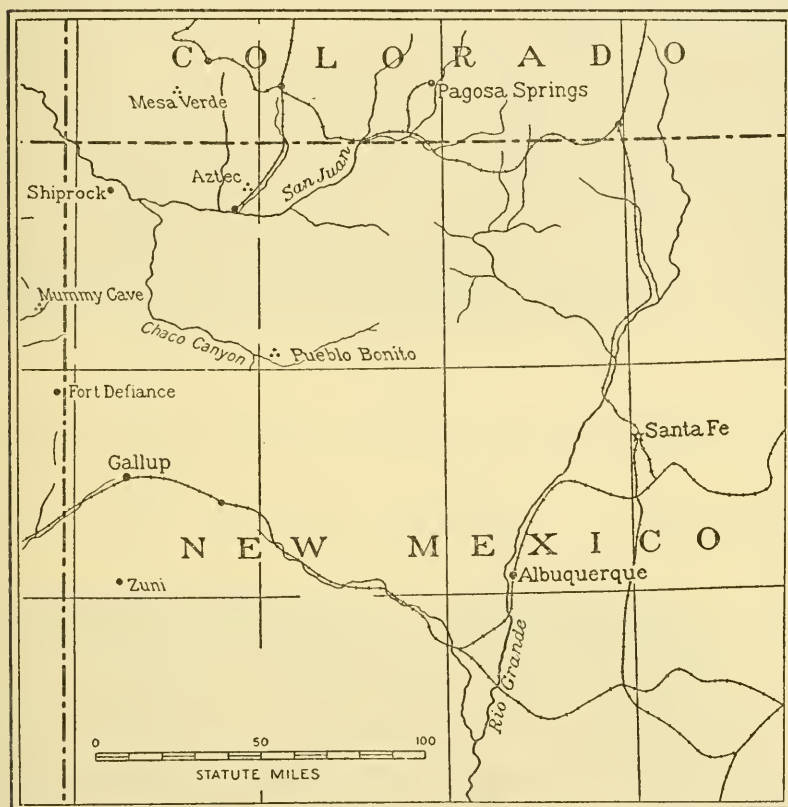 COLORADO
Mesa Verde
Pagosa Springs
Aztec
San Juan
Shiprock
Mummy Cave
Chaco Canyon
Pueblo Bonito
Fort Defiance
Santa Fe
Gallup
NEW MEXICO
Albuquerque
Zuni
Rio Grande
0 50 100
STATUTE MILES